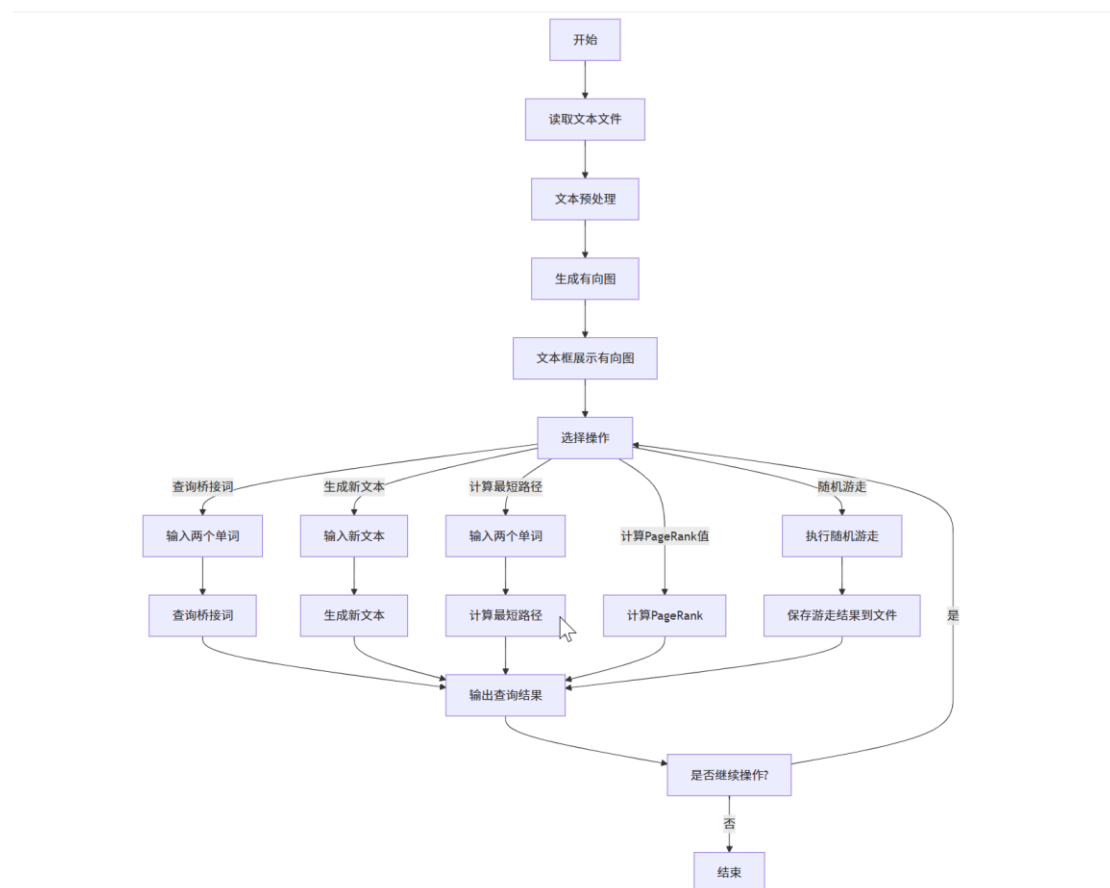 开始
读取文本文件
文本预处理
生成有向图
文本框展示有向图
选择操作
查询桥接词
生成新文本
计算最短路径
随机游走
输入两个单词
输入新文本
输入两个单词
计算PageRank值
执行随机游走
查询桥接词
生成新文本
计算最短路径
计算PageRank
保存游走结果到文件
是
输出查询结果
是否继续操作?
否
结束